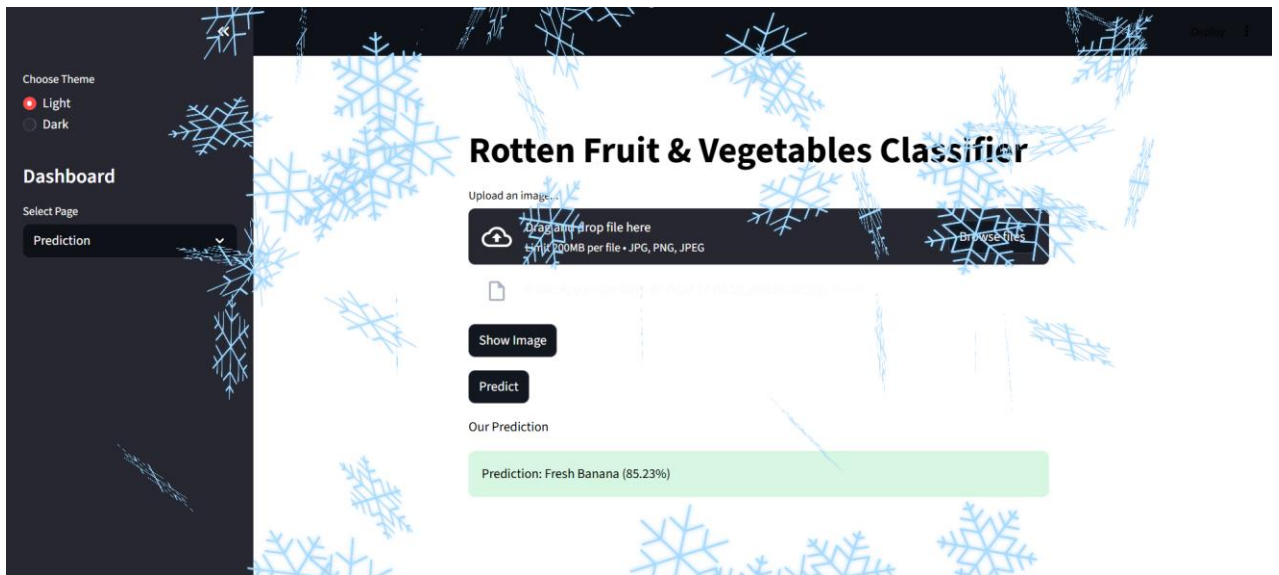 Deploy
Choose Theme
Light
Dark
Dashboard
Select Page
Prediction
Rotten Fruit & Vegetables Classifier
Upload an image...
Drag and drop file here
Limit 200MB per file • JPG, PNG, JPEG
Browse files
Show Image
Predict
Our Prediction
Prediction: Fresh Banana (85.23%)